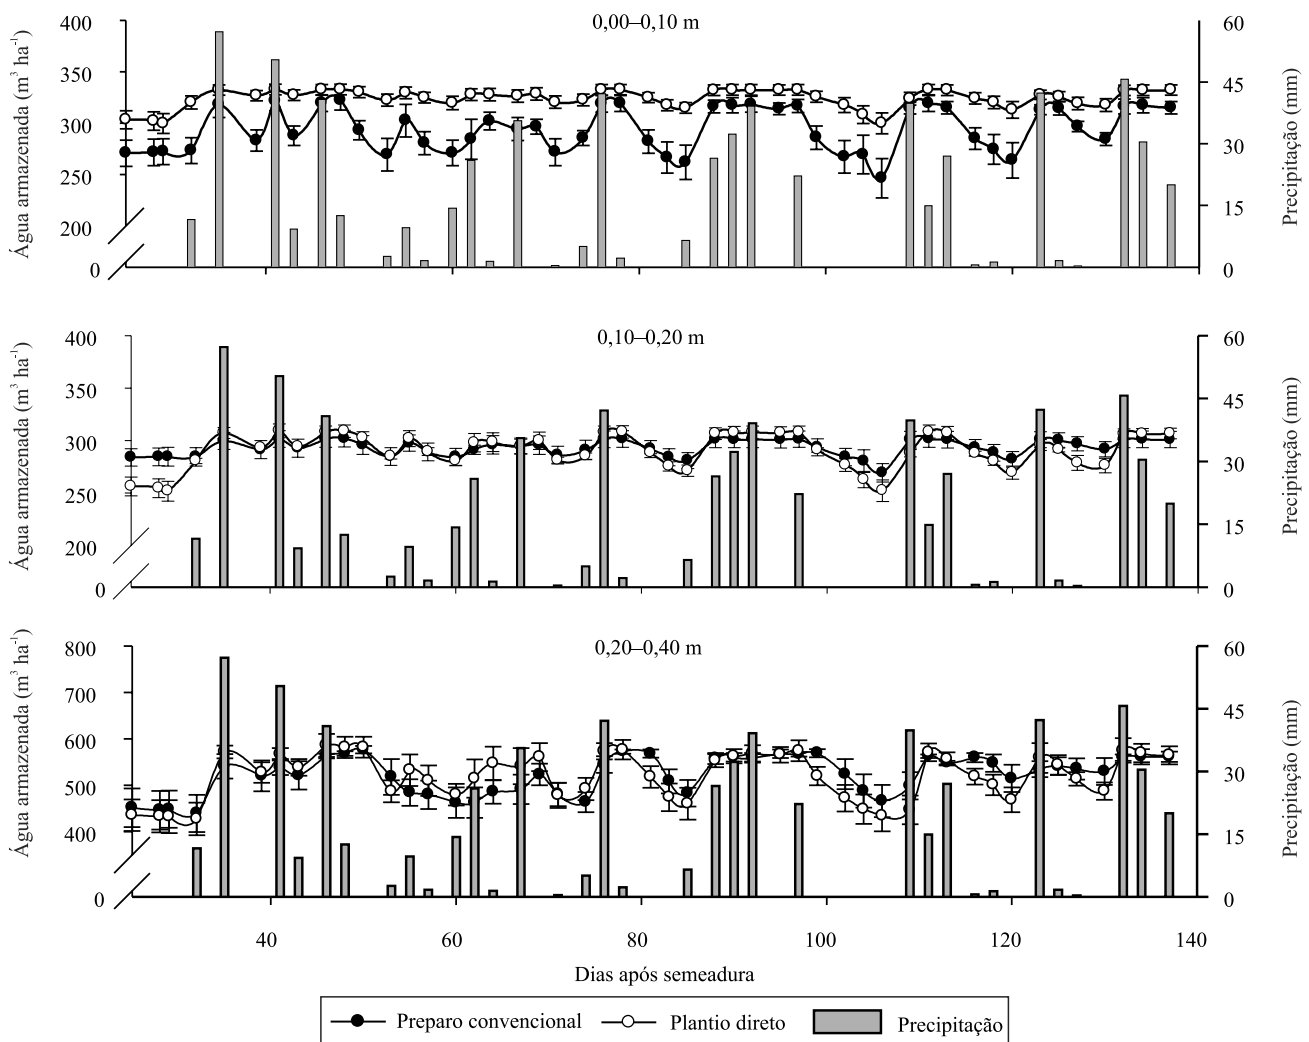 0,00–0,10 m
Água armazenada (m³ ha⁻¹)
400
350
300
250
200
0
60
45
30
15
0
Precipitação (mm)
0,10–0,20 m
Água armazenada (m³ ha⁻¹)
400
350
300
250
200
0
60
45
30
15
0
Precipitação (mm)
0,20–0,40 m
Água armazenada (m³ ha⁻¹)
800
700
600
500
400
0
60
45
30
15
0
Precipitação (mm)
40 60 80 100 120 140
Dias após semeadura
Preparo convencional Plantio direto Precipitação